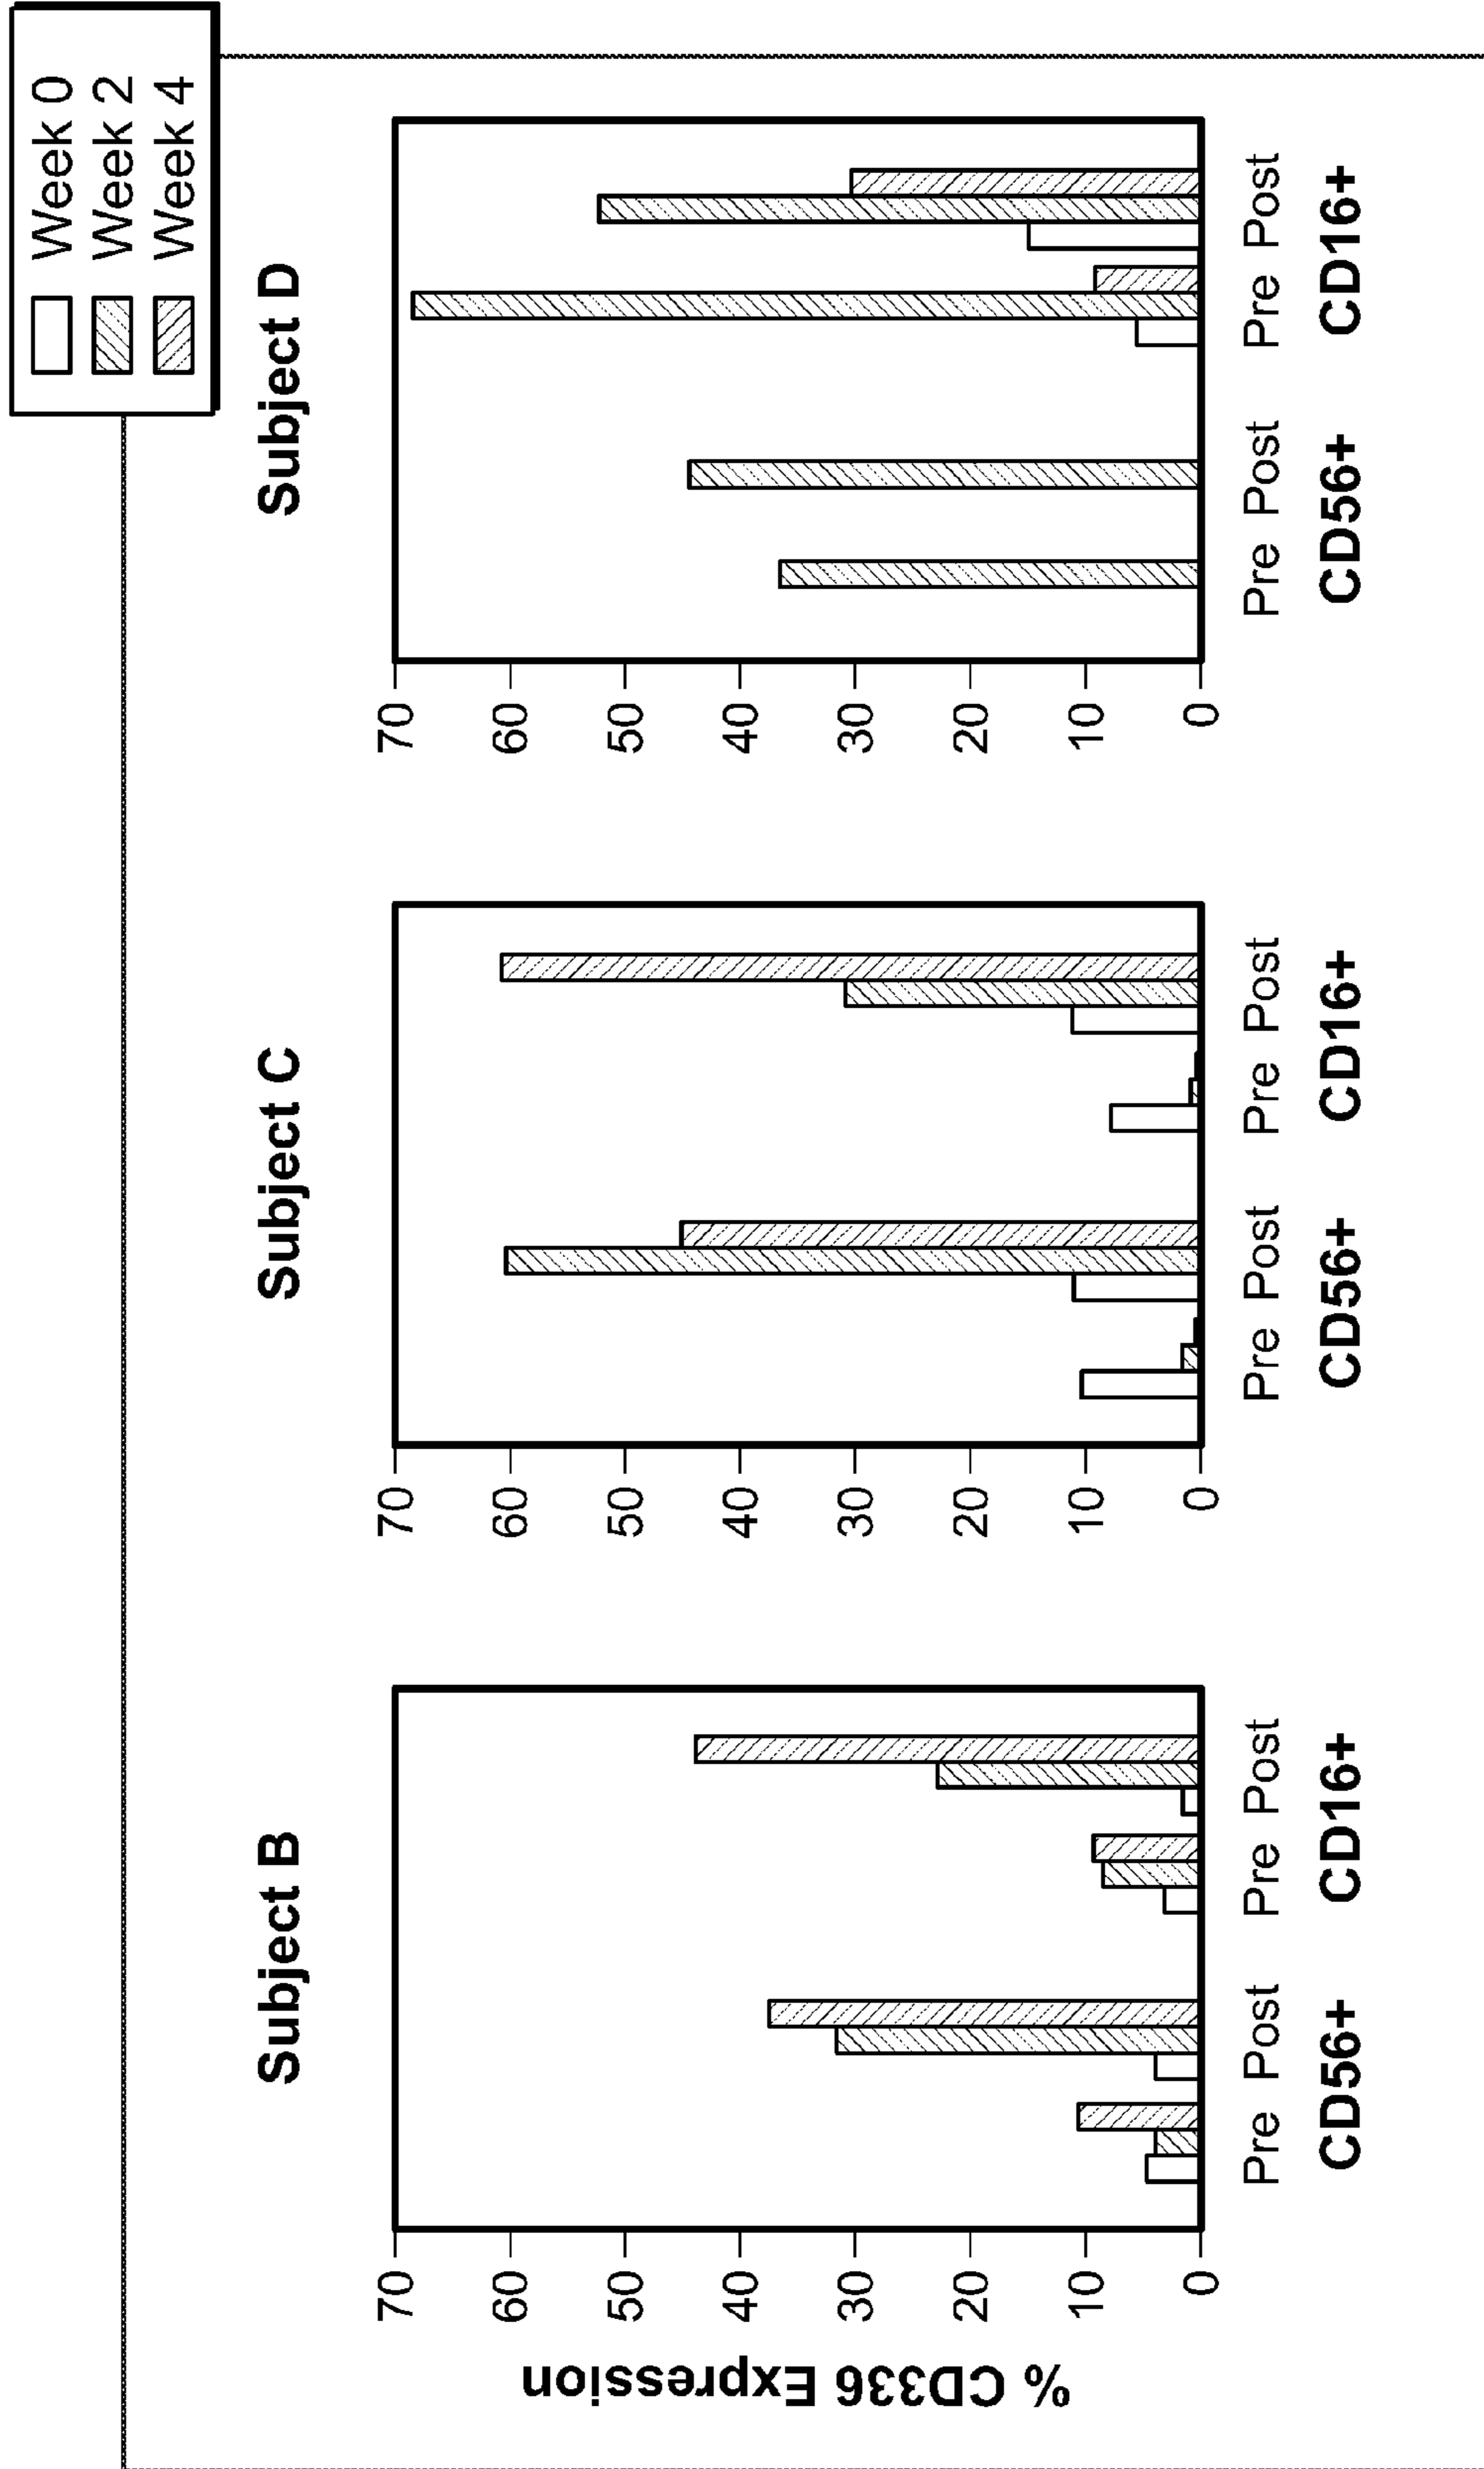 Week 0
Week 2
Week 4
Subject B
Subject C
Subject D
% CD336 Expression
70
60
50
40
30
20
10
0
Pre Post Pre Post
CD56+ CD16+
70
60
50
40
30
20
10
0
Pre Post Pre Post
CD56+ CD16+
70
60
50
40
30
20
10
0
Pre Post Pre Post
CD56+ CD16+